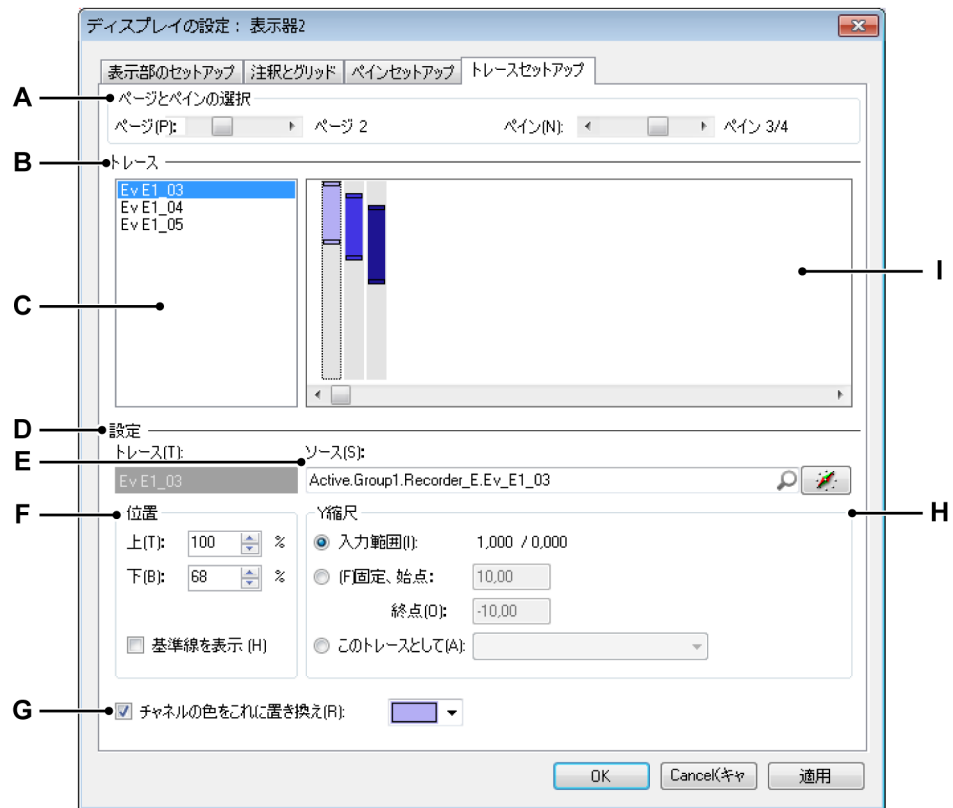 ディスプレイの設定： 表示器2
表示部のセットアップ 注釈とグリッド ペインセットアップ トレースセットアップ
A ページとペインの選択
ページ(P): ページ 2 ペイン(N): ペイン 3/4
B トレース
Ev E1_03
Ev E1_04
Ev E1_05
I
C
D 設定
トレース(T): ソース(S):
E
Ev E1_03 Active.Group1.Recorder_E.Ev_E1_03
F 位置 Y縮尺 H
上(T): 100 % 入力範囲(I): 1,000 / 0,000
下(B): 68 % (F)固定、始点: 10,00
終点(O): -10,00
基準線を表示 (H) このトレースとして(A):
G チャネルの色をこれに置き換え(R):
OK Cancel(キャ 適用